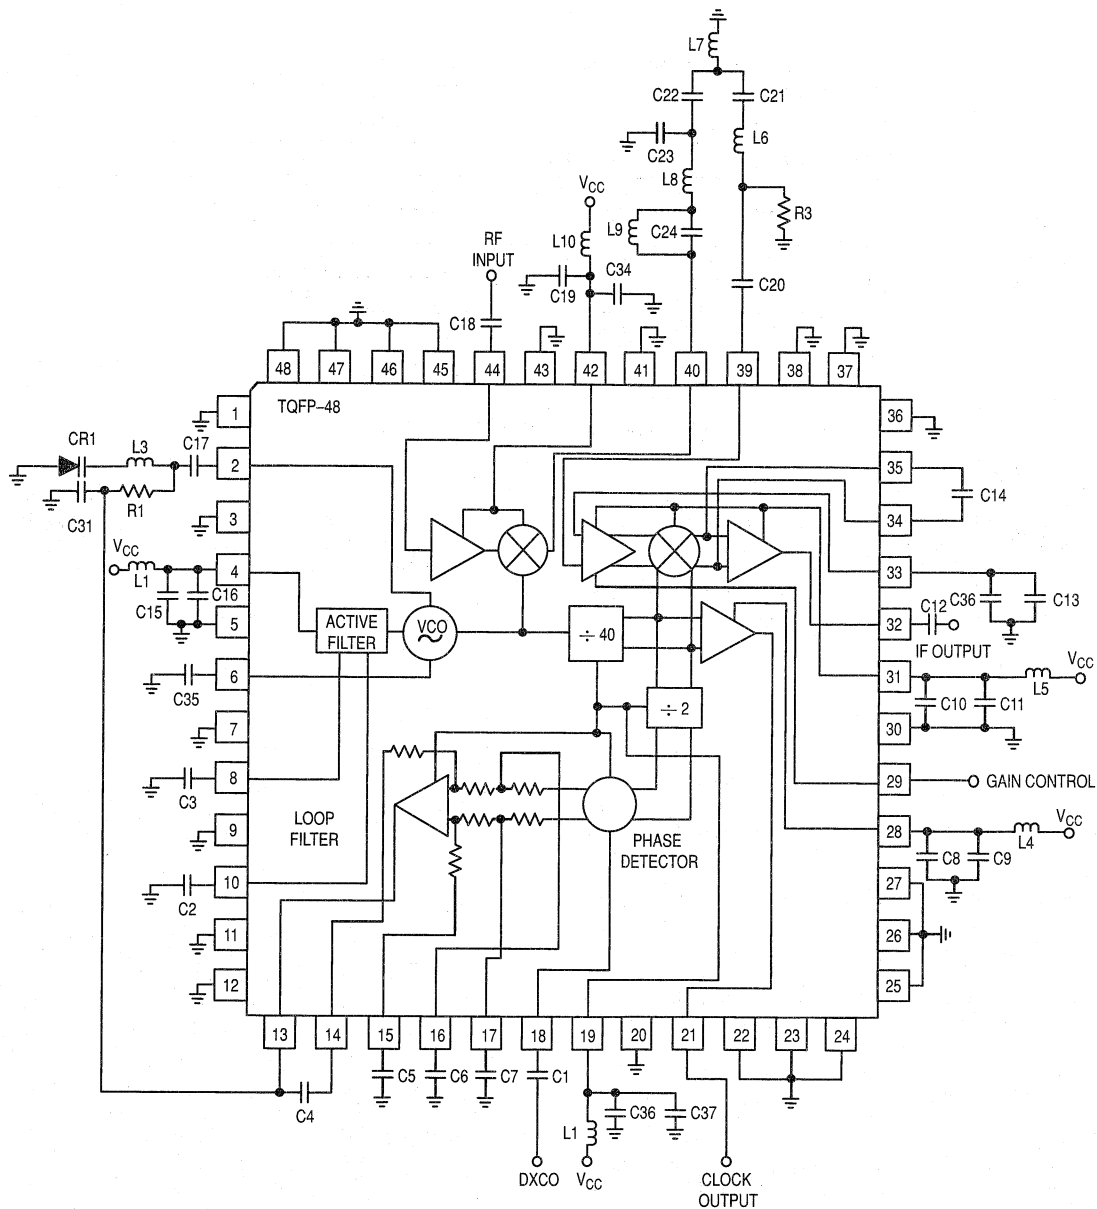 L7
C22
C21
C23
L6
L8
V_CC
R3
L9
C24
RF
INPUT
L10
C34
C20
C19
C18
48
47
46
45
44
43
42
41
40
39
38
37
TQFP–48
1
36
CR1
L3
C17
2
35
C14
C31
R1
3
34
V_CC
L1
4
33
C15
C16
C36
C13
5
ACTIVE
FILTER
VCO
÷ 40
32
C12
IF OUTPUT
6
C35
31
V_CC
L5
C10
C11
7
÷ 2
30
8
C3
29
GAIN CONTROL
LOOP
FILTER
PHASE
DETECTOR
9
28
V_CC
L4
C8
C9
10
C2
27
11
26
12
25
13
14
15
16
17
18
19
20
21
22
23
24
C5
C6
C7
C1
C4
C36
C37
L1
DXCO
V_CC
CLOCK
OUTPUT